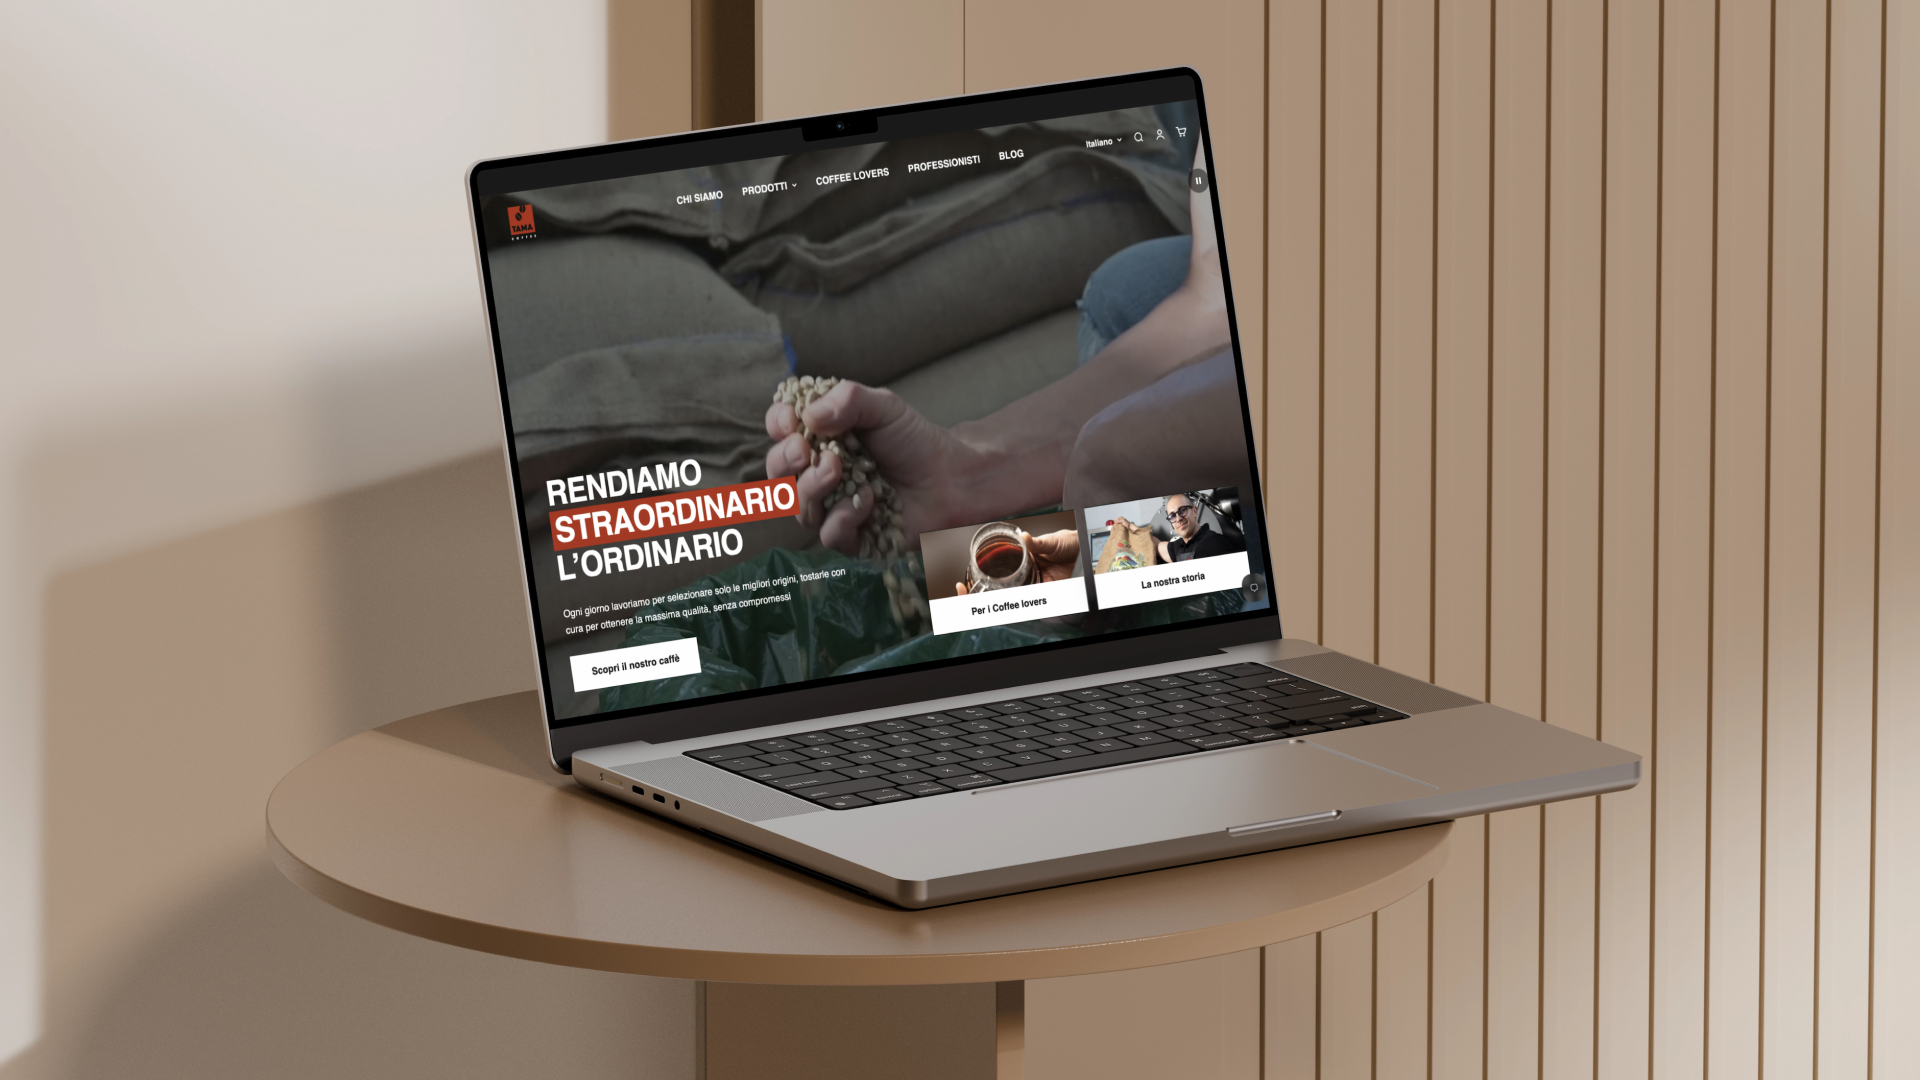 CHI SIAMO
PRODOTTI
COFFEE LOVERS
PROFESSIONISTI
BLOG
Italiano
TAMA
COFFEE
RENDIAMO
STRAORDINARIO
L'ORDINARIO
Ogni giorno lavoriamo per selezionare solo le migliori origini, tostarle con
cura per ottenere la massima qualità, senza compromessi
Scopri il nostro caffè
Per i Coffee lovers
La nostra storia